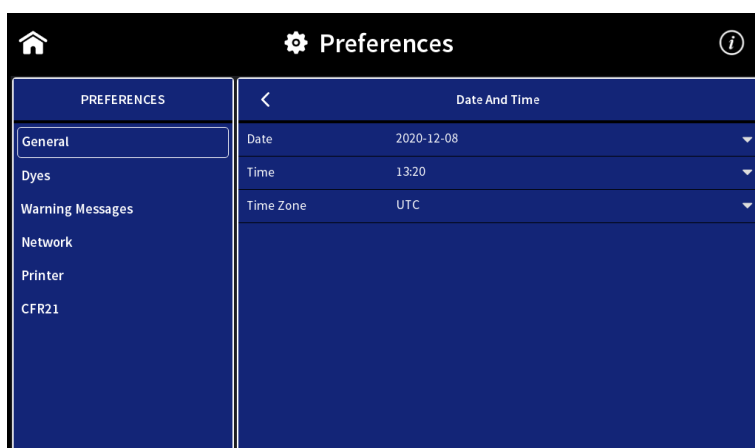 Preferences
PREFERENCES
General
Dyes
Warning Messages
Network
Printer
CFR21
Date And Time
Date 2020-12-08
Time 13:20
Time Zone UTC